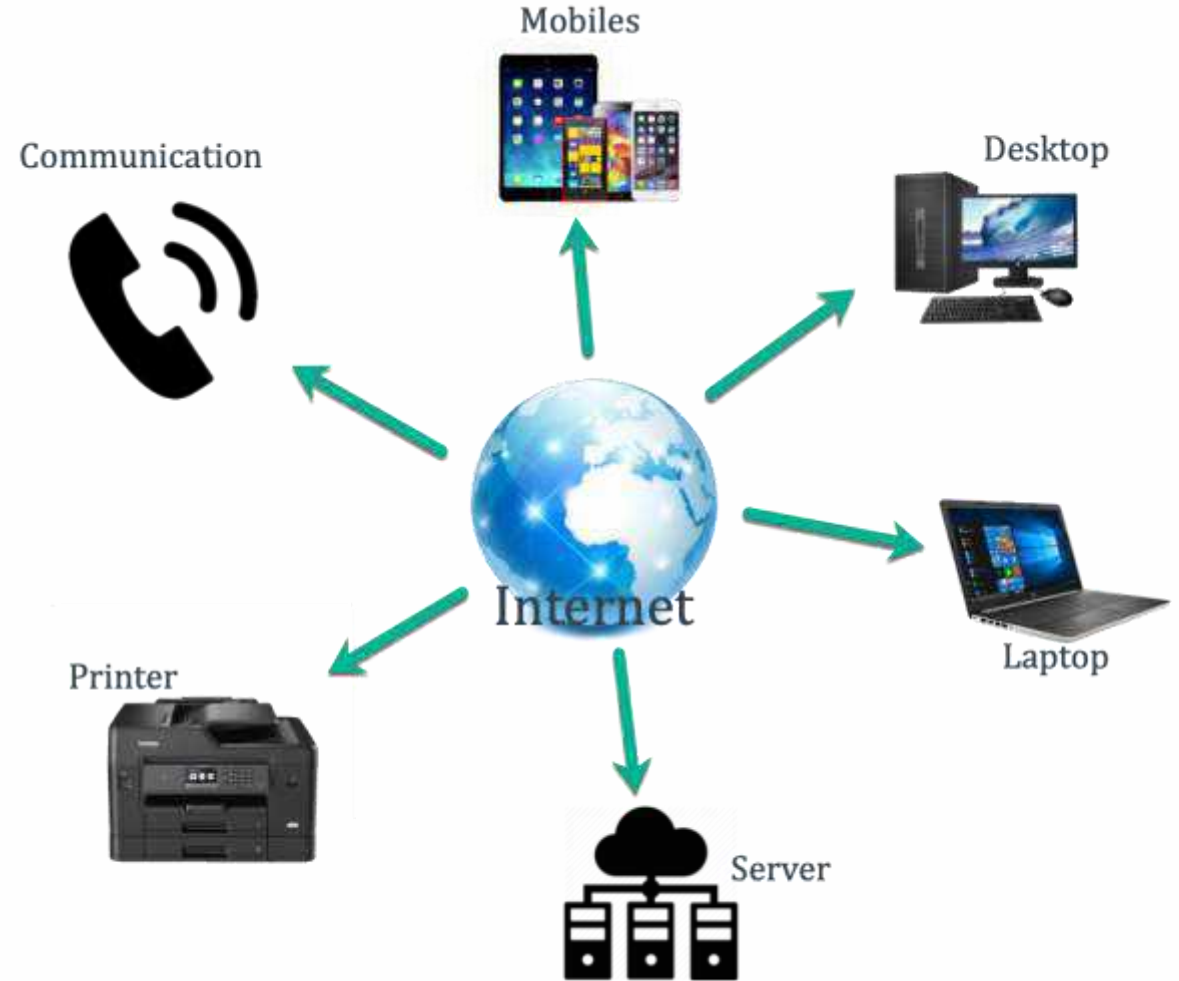 Mobiles
Communication
Desktop
Internet
Laptop
Printer
Server